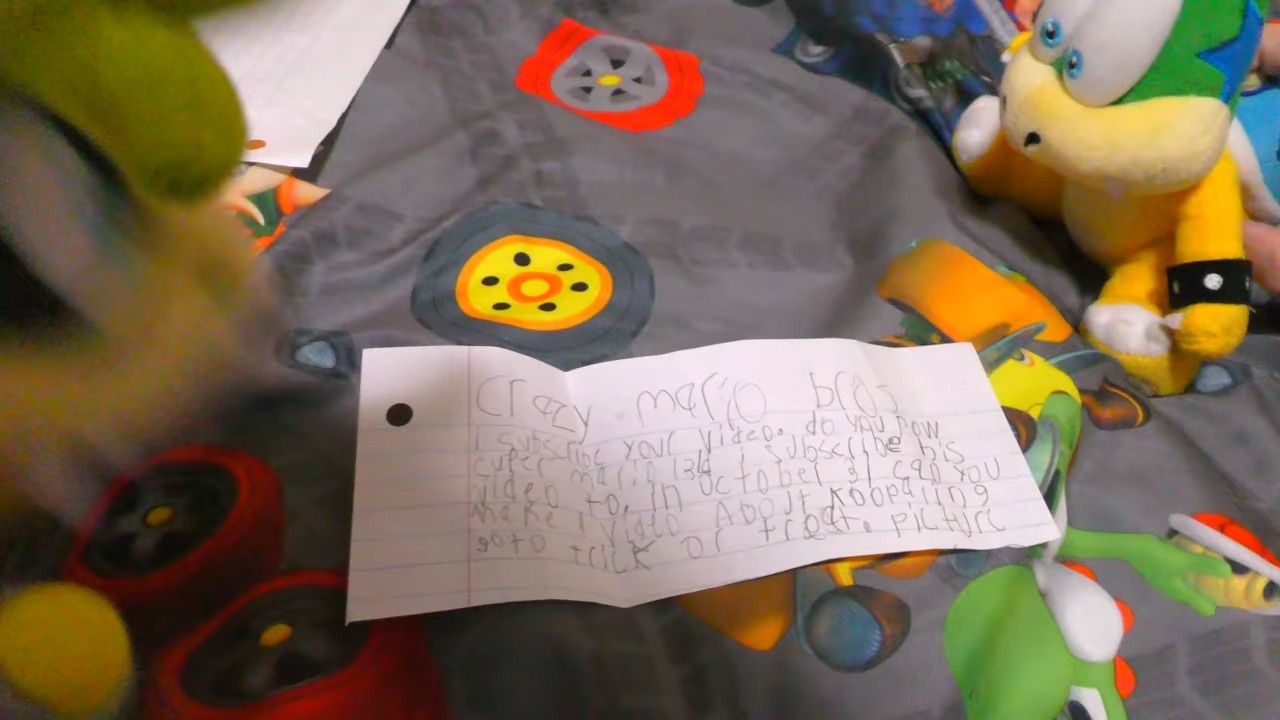 Crazy mario bros
I subscribe your video. do you now
super mario 134 I subscribe his
video to, in october 31 can you
make 1 video About koopaling
goto trick or treat. picture